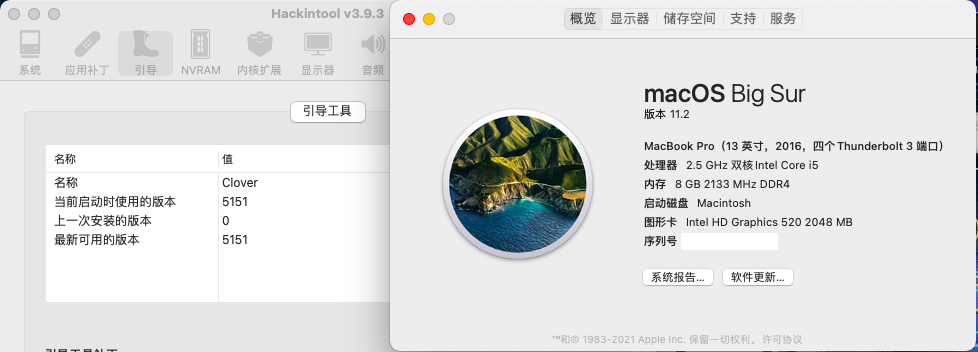 Hackintool v3.9.3
系统 应用补丁 引导 NVRAM 内核扩展 显示器 音频
引导工具
名称 值
名称 Clover
当前启动时使用的版本 5151
上一次安装的版本 0
最新可用的版本 5151
概览 显示器 储存空间 支持 服务
macOS Big Sur
版本 11.2
MacBook Pro（13 英寸，2016，四个 Thunderbolt 3 端口）
处理器 2.5 GHz 双核 Intel Core i5
内存 8 GB 2133 MHz DDR4
启动磁盘 Macintosh
图形卡 Intel HD Graphics 520 2048 MB
序列号
系统报告... 软件更新...
™和© 1983-2021 Apple Inc. 保留一切权利。许可协议